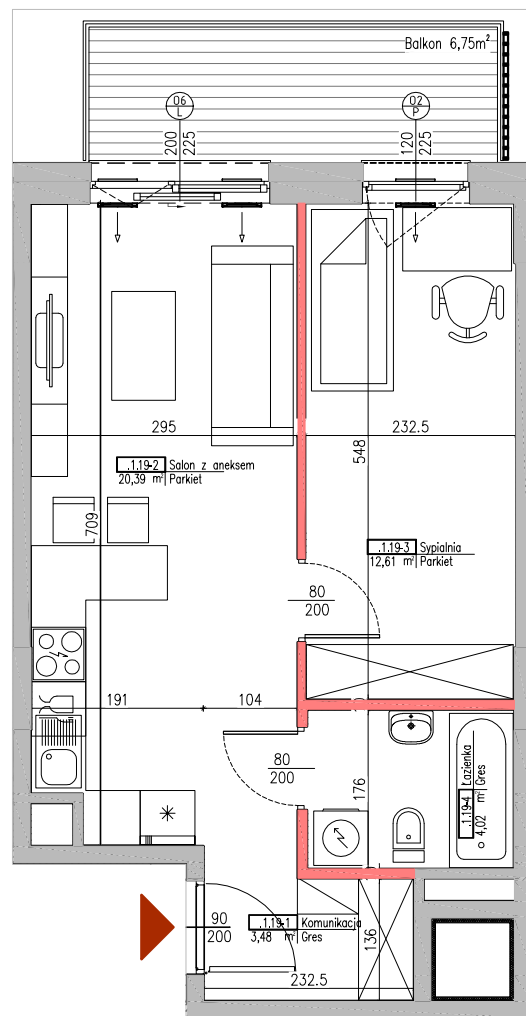 Balkon 6,75m²
06
L
200
225
02
P
120
225
295
232.5
548
.1.19-2 Salon z aneksem
20,39 m² Parkiet
709
.1.19-3 Sypialnia
12,61 m² Parkiet
80
200
191
104
80
200
176
.1.19-4 Łazienka
4,02 m² Gres
90
200
.1.19-1 Komunikacja
3,48 m² Gres
136
232.5